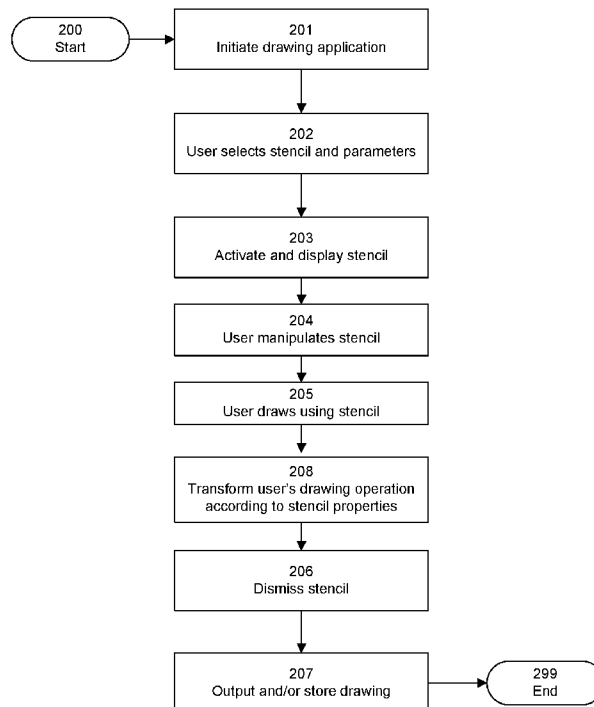 200
Start
201
Initiate drawing application
202
User selects stencil and parameters
203
Activate and display stencil
204
User manipulates stencil
205
User draws using stencil
208
Transform user's drawing operation
according to stencil properties
206
Dismiss stencil
207
Output and/or store drawing
299
End